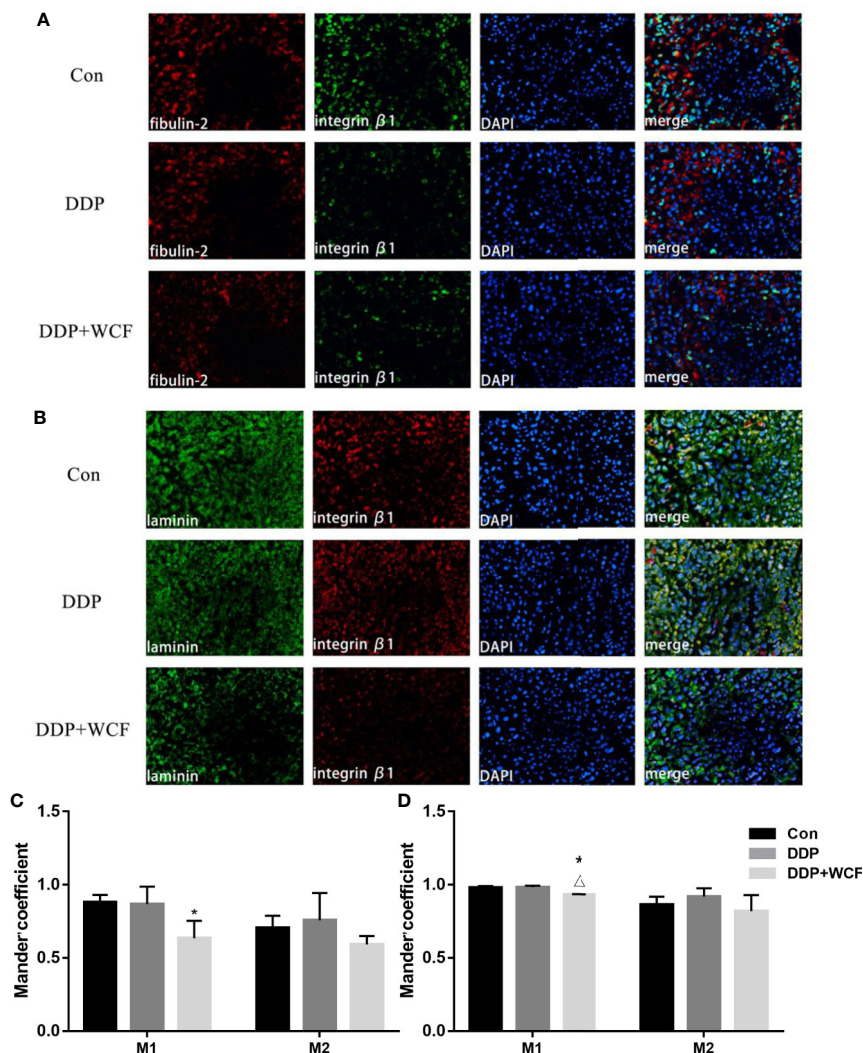 A
Con
fibulin-2 integrin β1 DAPI merge
DDP
fibulin-2 integrin β1 DAPI merge
DDP+WCF
fibulin-2 integrin β1 DAPI merge
B
Con
laminin integrin β1 DAPI merge
DDP
laminin integrin β1 DAPI merge
DDP+WCF
laminin integrin β1 DAPI merge
C
Mander'coefficient
1.5
1.0
0.5
0.0
*
M1 M2
D
Mander'coefficient
1.5
1.0
0.5
0.0
*
△
M1 M2
Con
DDP
DDP+WCF